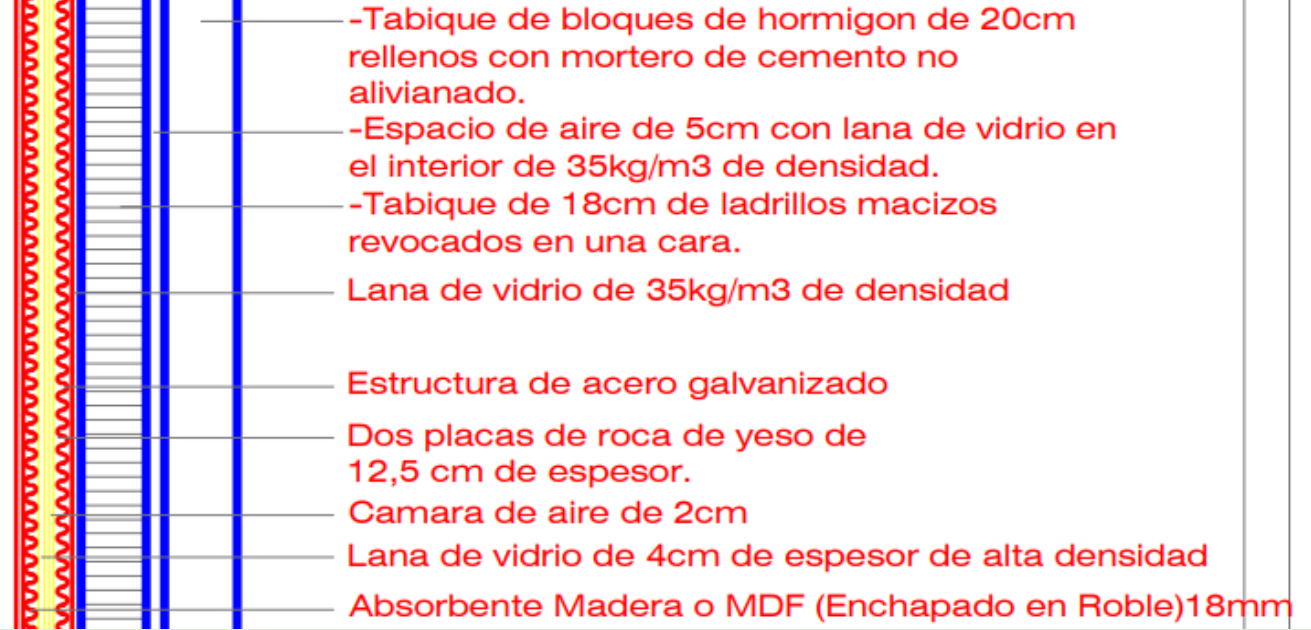 -Tabique de bloques de hormigon de 20cm
rellenos con mortero de cemento no
alivianado.
-Espacio de aire de 5cm con lana de vidrio en
el interior de 35kg/m3 de densidad.
-Tabique de 18cm de ladrillos macizos
revocados en una cara.
Lana de vidrio de 35kg/m3 de densidad
Estructura de acero galvanizado
Dos placas de roca de yeso de
12,5 cm de espesor.
Camara de aire de 2cm
Lana de vidrio de 4cm de espesor de alta densidad
Absorbente Madera o MDF (Enchapado en Roble)18mm